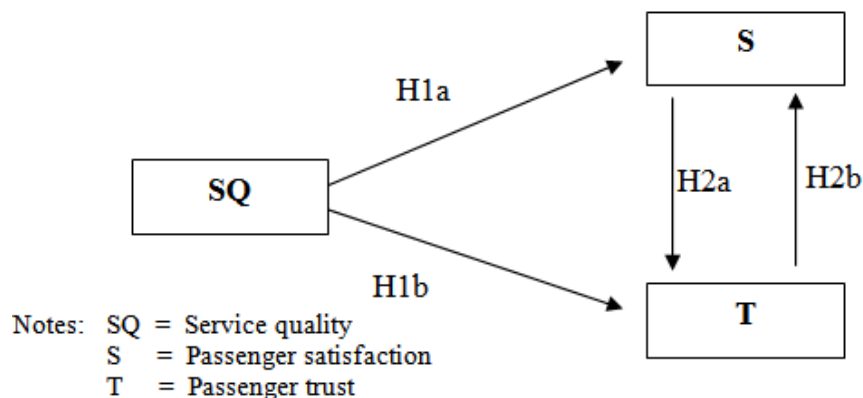 S
H1a
SQ
H2a
H2b
H1b
T
Notes: SQ = Service quality
S = Passenger satisfaction
T = Passenger trust